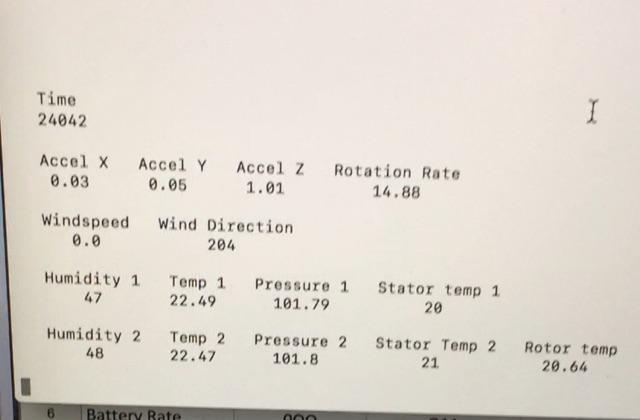 Time
24042
Accel X Accel Y Accel Z Rotation Rate
0.03 0.05 1.01 14.88
Windspeed Wind Direction
0.0 204
Humidity 1 Temp 1 Pressure 1 Stator temp 1
47 22.49 101.79 20
Humidity 2 Temp 2 Pressure 2 Stator Temp 2 Rotor temp
48 22.47 101.8 21 20.64
6 Battery Rate